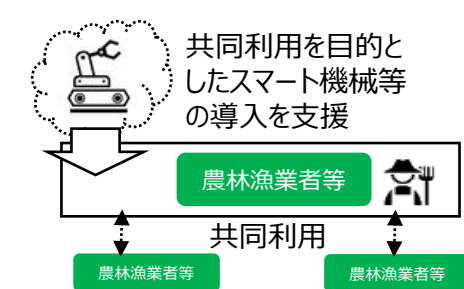 共同利用を目的と
したスマート機械等
の導入を支援
農林漁業者等
共同利用
農林漁業者等
農林漁業者等